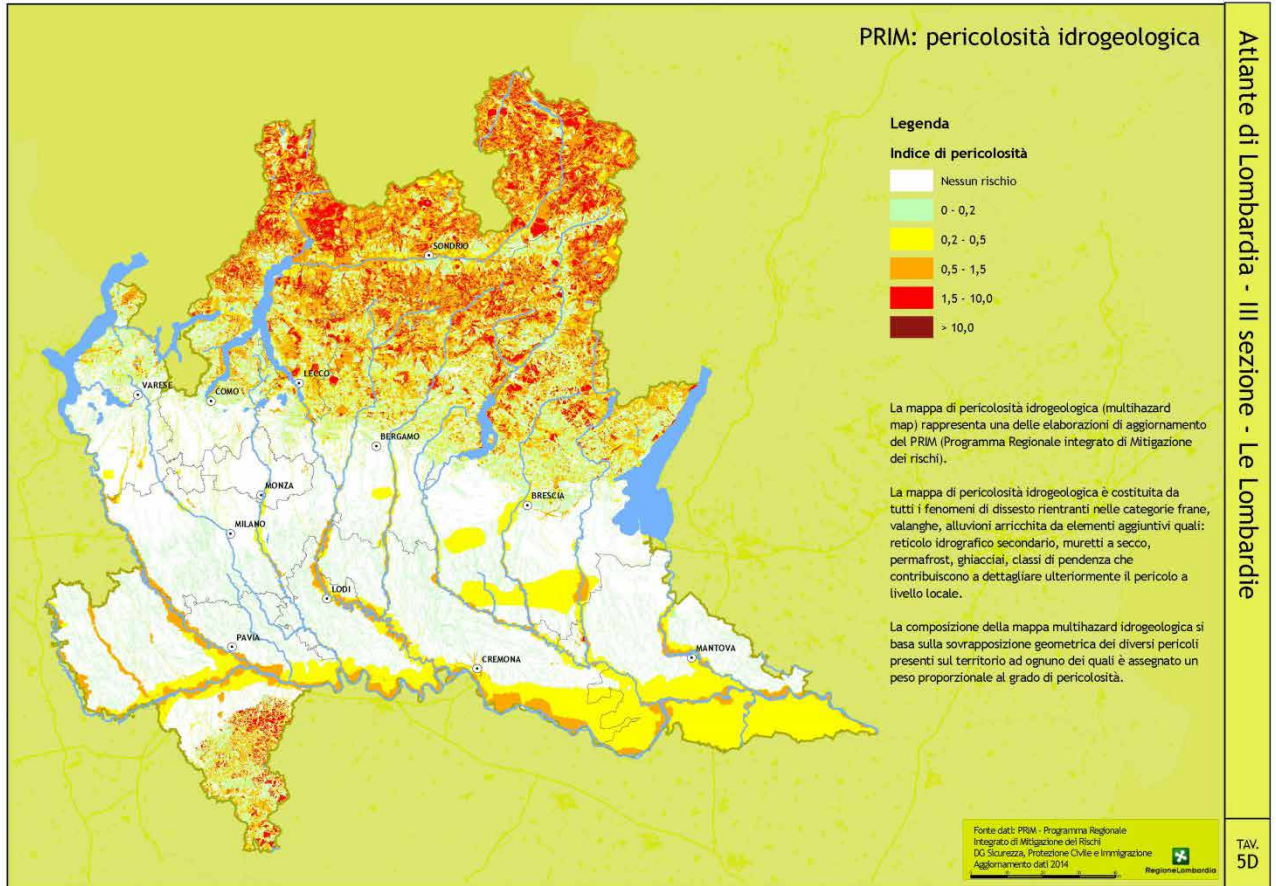 PRIM: pericolosità idrogeologica
Legenda
Indice di pericolosità
Nessun rischio
0 - 0,2
0,2 - 0,5
0,5 - 1,5
1,5 - 10,0
> 10,0
La mappa di pericolosità idrogeologica (multihazard
map) rappresenta una delle elaborazioni di aggiornamento
del PRIM (Programma Regionale integrato di Mitigazione
dei rischi).
La mappa di pericolosità idrogeologica è costituita da
tutti i fenomeni di dissesto rientranti nelle categorie frane,
valanghe, alluvioni arricchita da elementi aggiuntivi quali:
reticolo idrografico secondario, muretti a secco,
permafrost, ghiacciai, classi di pendenza che
contribuiscono a dettagliare ulteriormente il pericolo a
livello locale.
La composizione della mappa multihazard idrogeologica si
basa sulla sovrapposizione geometrica dei diversi pericoli
presenti sul territorio ad ognuno dei quali è assegnato un
peso proporzionale al grado di pericolosità.
SONDRIO
LECCO
VARESE
COMO
BERGAMO
MONZA
BRESCIA
MILANO
LODI
PAVIA
CREMONA
MANTOVA
Fonte dati: PRIM - Programma Regionale
Integrato di Mitigazione dei Rischi
DG Sicurezza, Protezione Civile e Immigrazione
Aggiornamento dati 2014
RegioneLombardia
Atlante di Lombardia - III sezione - Le Lombardie
TAV.
5D